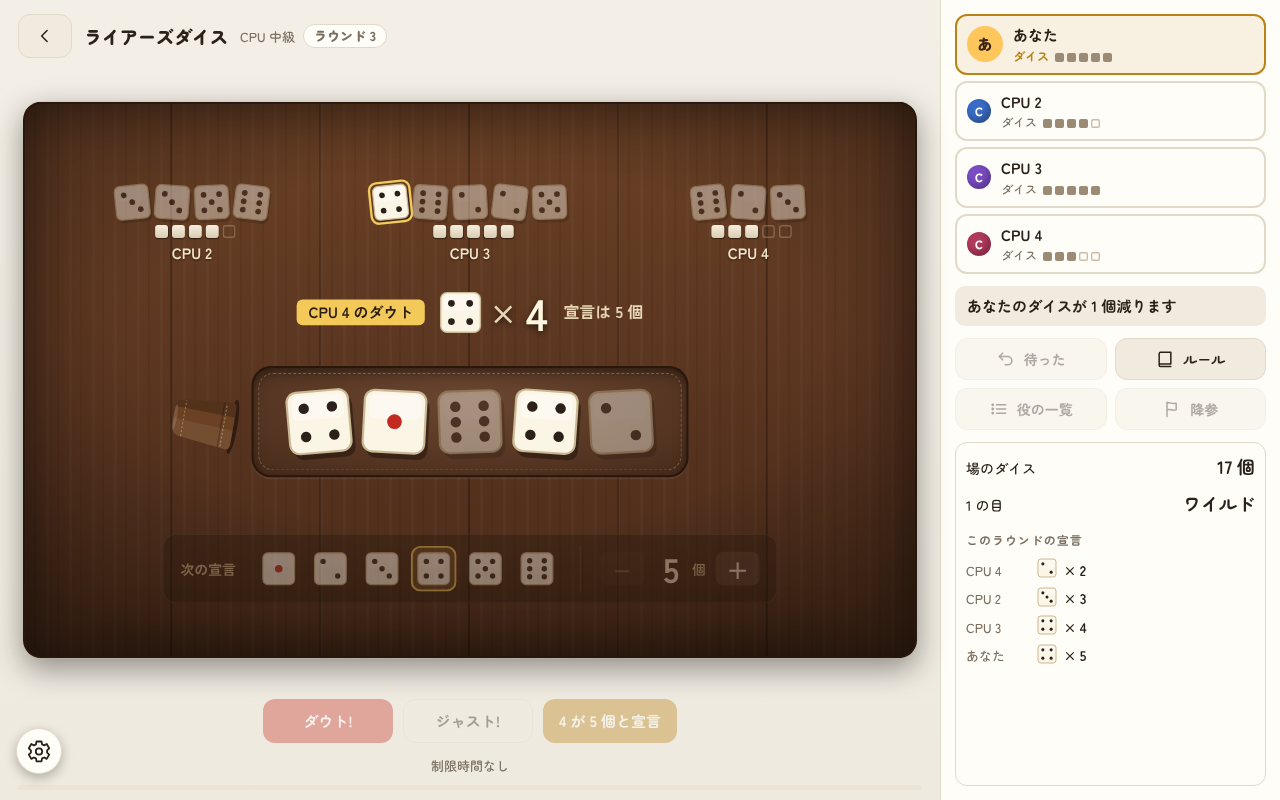 ライアーズダイス CPU 中級 ラウンド 3
CPU 2
CPU 3
CPU 4
CPU 4 のダウト × 4 宣言は 5 個
次の宣言 − 5 個 +
ダウト! ジャスト! 4 が 5 個と宣言
制限時間なし
あ あなた
ダイス
C CPU 2
ダイス
C CPU 3
ダイス
C CPU 4
ダイス
あなたのダイスが 1 個減ります
待った ルール
役の一覧 降参
場のダイス 17 個
1 の目 ワイルド
このラウンドの宣言
CPU 4 × 2
CPU 2 × 3
CPU 3 × 4
あなた × 5